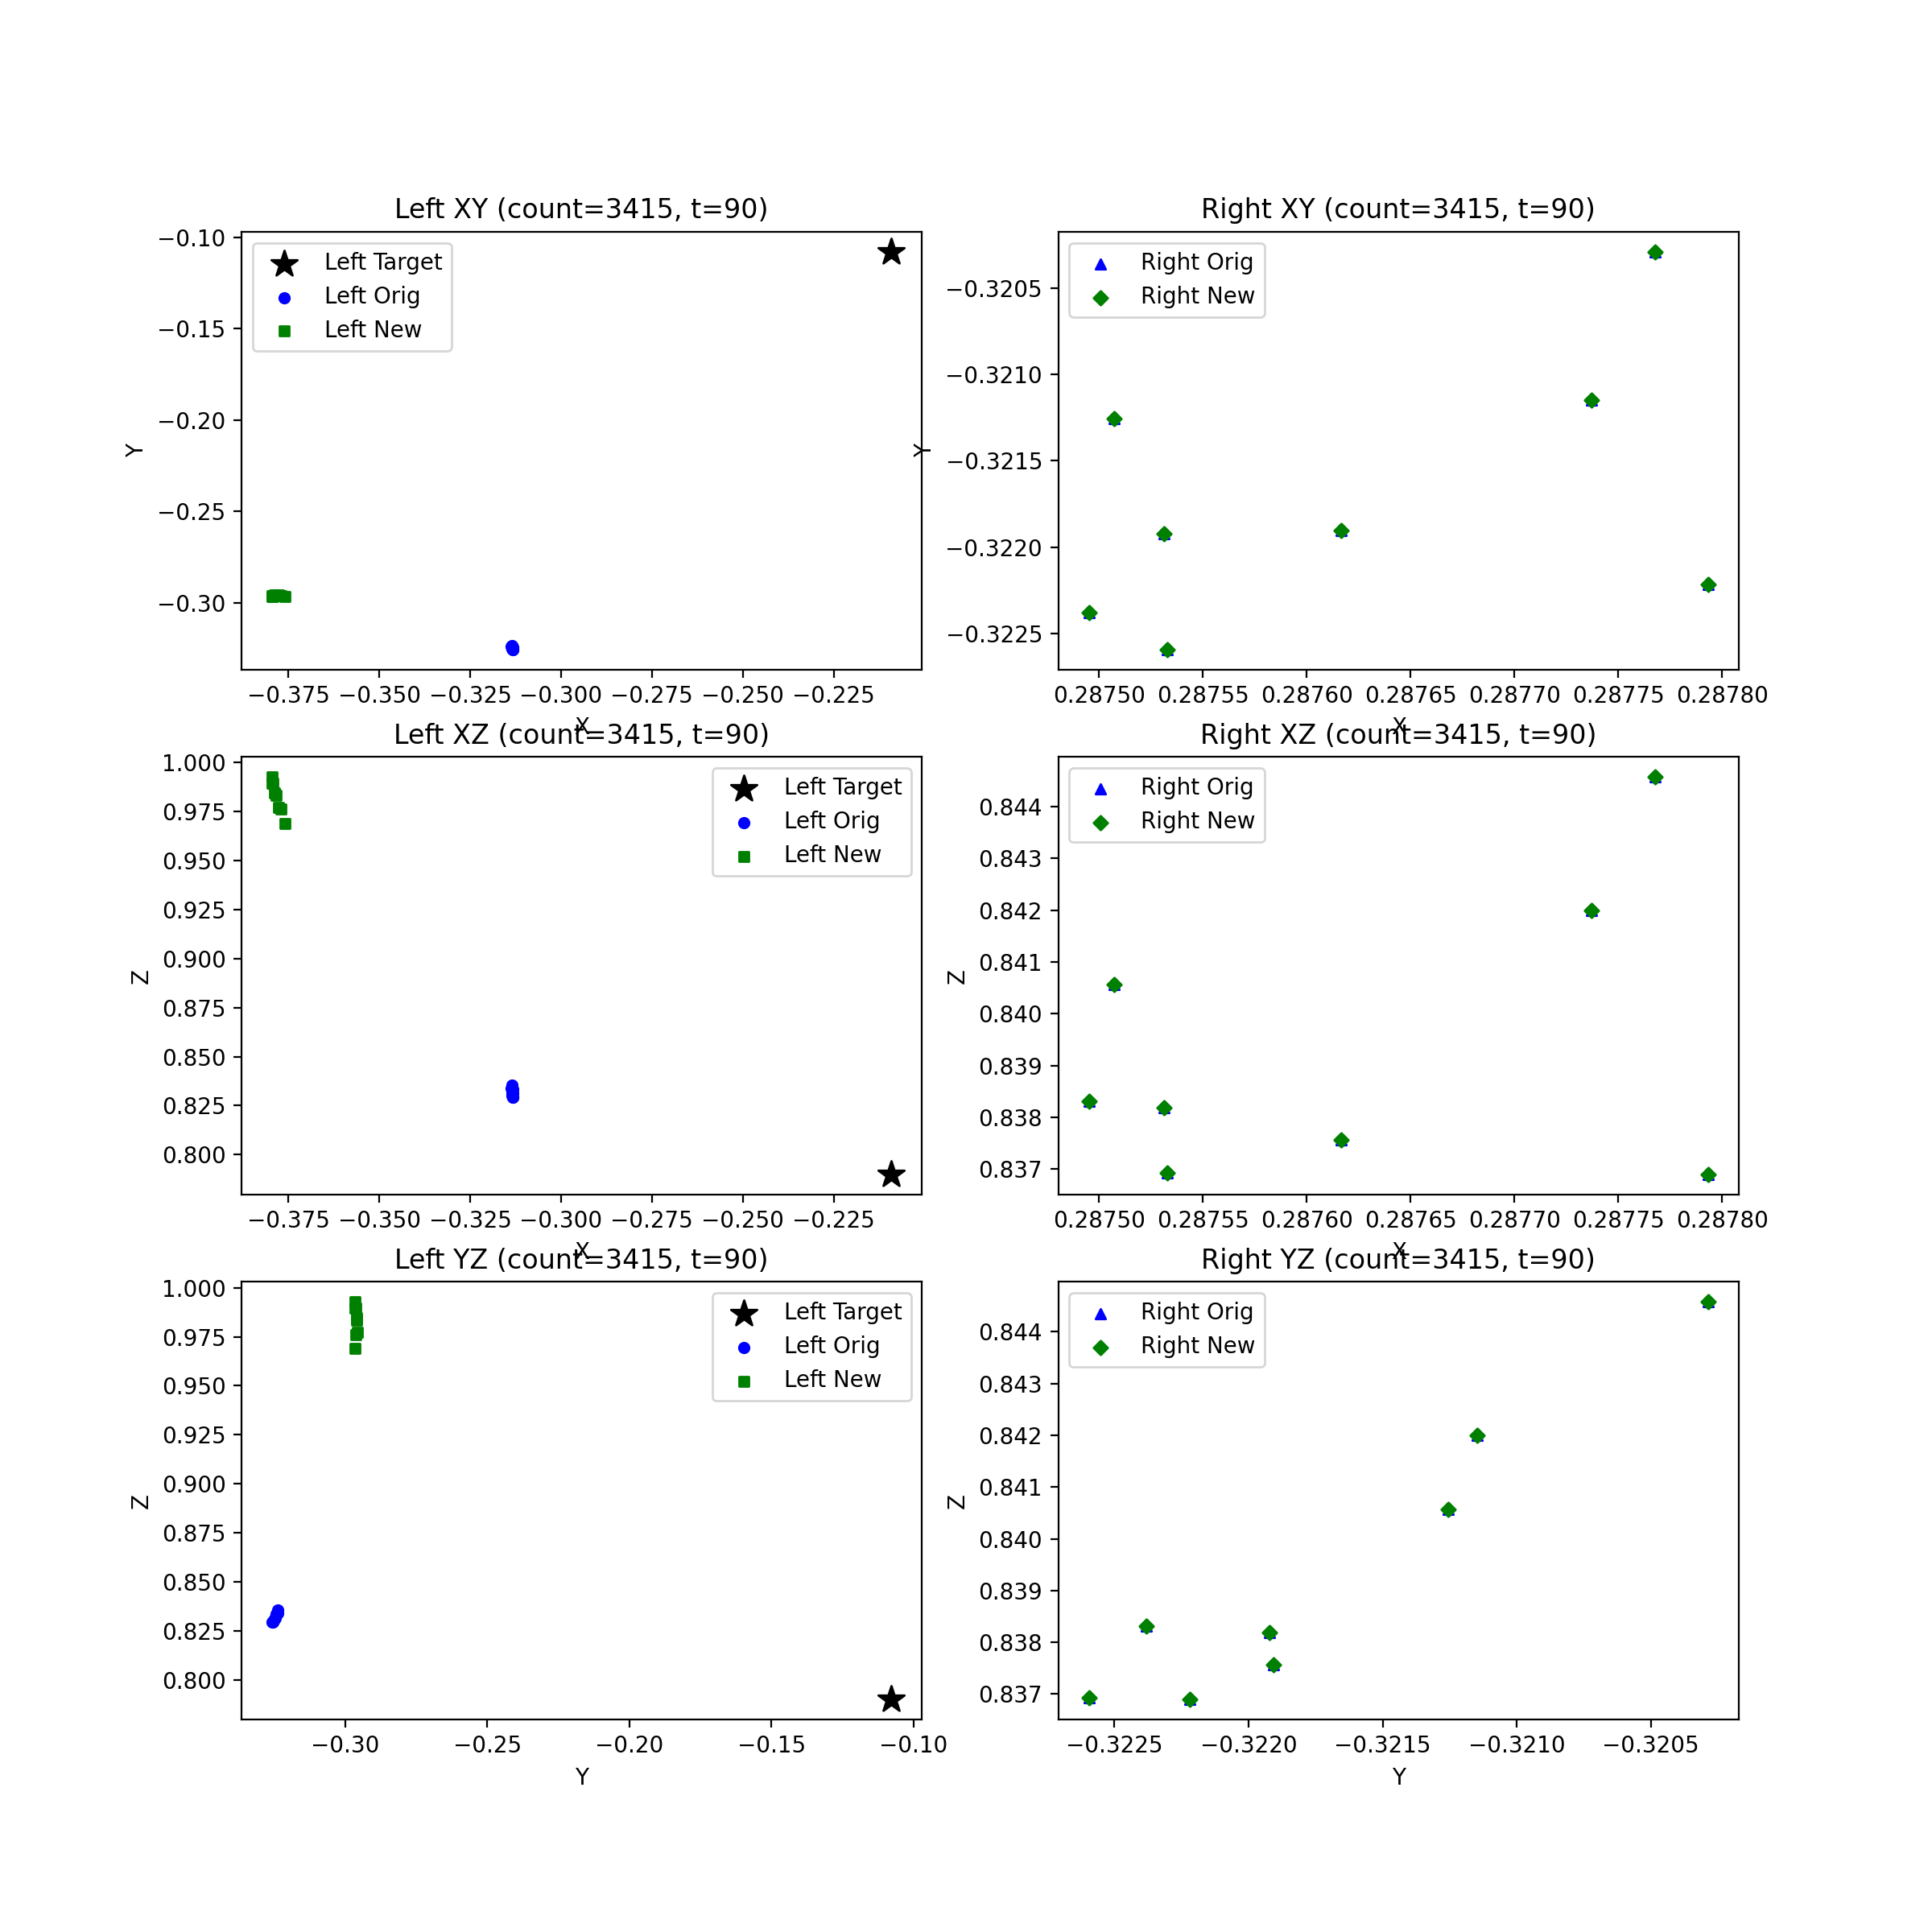 Left XY (count=3415, t=90)
Left Target
Left Orig
Left New
−0.10
−0.15
−0.20
−0.25
−0.30
Y
−0.375 −0.350 −0.325 −0.300 −0.275 −0.250 −0.225
X
Right XY (count=3415, t=90)
Right Orig
Right New
−0.3205
−0.3210
−0.3215
−0.3220
−0.3225
Y
0.28750 0.28755 0.28760 0.28765 0.28770 0.28775 0.28780
X
Left XZ (count=3415, t=90)
Left Target
Left Orig
Left New
1.000
0.975
0.950
0.925
0.900
0.875
0.850
0.825
0.800
Z
−0.375 −0.350 −0.325 −0.300 −0.275 −0.250 −0.225
X
Right XZ (count=3415, t=90)
Right Orig
Right New
0.844
0.843
0.842
0.841
0.840
0.839
0.838
0.837
Z
0.28750 0.28755 0.28760 0.28765 0.28770 0.28775 0.28780
X
Left YZ (count=3415, t=90)
Left Target
Left Orig
Left New
1.000
0.975
0.950
0.925
0.900
0.875
0.850
0.825
0.800
Z
−0.30 −0.25 −0.20 −0.15 −0.10
Y
Right YZ (count=3415, t=90)
Right Orig
Right New
0.844
0.843
0.842
0.841
0.840
0.839
0.838
0.837
Z
−0.3225 −0.3220 −0.3215 −0.3210 −0.3205
Y